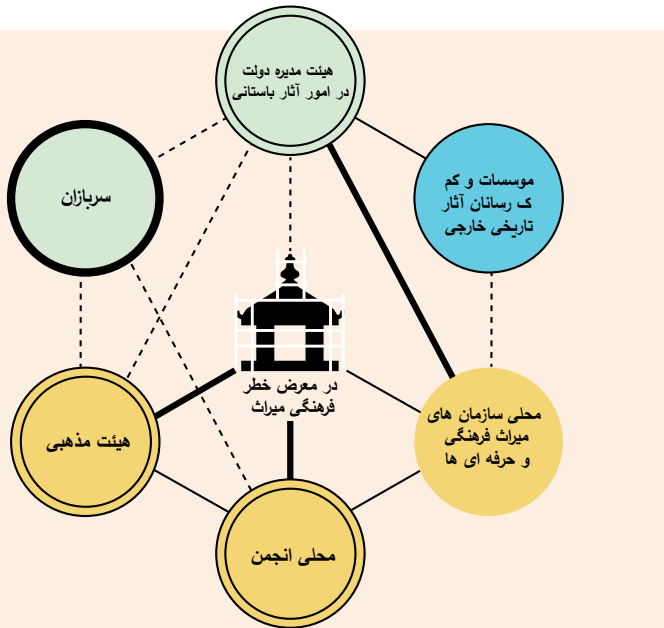 هیئت مدیره دولت
در امور آثار باستانی
موسسات و کم
ک رسانان آثار
تاریخی خارجی
سربازان
در معرض خطر
فرهنگی میراث
محلی سازمان های
میراث فرهنگی
و حرفه ای ها
هیئت مذهبی
محلی انجمن